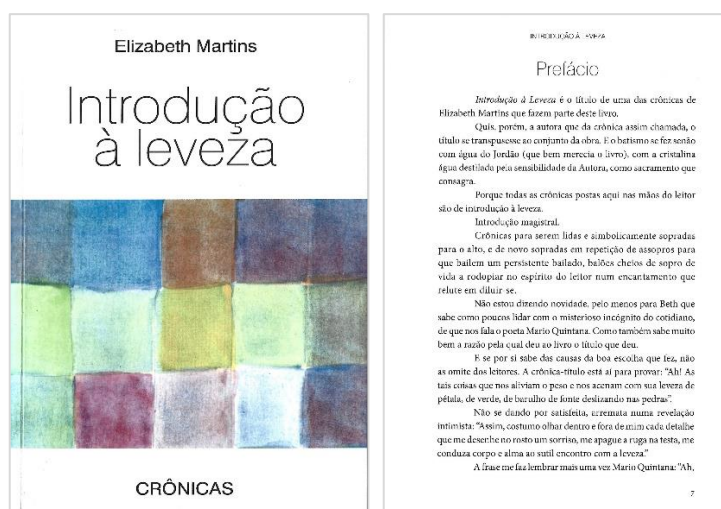 Elizabeth Martins
Introdução
à leveza
CRÔNICAS
INTRODUÇÃO À LEVEZA
Prefácio
Introdução à Leveza é o título de uma das crônicas de
Elizabeth Martins que fazem parte deste livro.
Quis, porém, a autora que da crônica assim chamada, o
título se transpusesse ao conjunto da obra. E o batismo se fez senão
com água do Jordão (que bem merecia o livro), com a cristalina
água destilada pela sensibilidade da Autora, como sacramento que
consagra.
Porque todas as crônicas postas aqui nas mãos do leitor
são de introdução à leveza.
Introdução magistral.
Crônicas para serem lidas e simbolicamente sopradas
para o alto, e de novo sopradas em repetição de assopros para
que bailem um persistente bailado, balões cheios de sopro de
vida a rodopiar no espírito do leitor num encantamento que
relute em diluir-se.
Não estou dizendo novidade, pelo menos para Beth que
sabe como poucos lidar com o misterioso incógnito do cotidiano,
de que nos fala o poeta Mario Quintana. Como também sabe muito
bem a razão pela qual deu ao livro o título que deu.
E se por si sabe das causas da boa escolha que fez, não
as omite dos leitores. A crônica-título está aí para provar: “Ah! As
tais coisas que nos aliviam o peso e nos acenam com sua leveza de
pétala, de verde, de barulho de fonte deslizando nas pedras”.
Não se dando por satisfeita, arremata numa revelação
intimista: “Assim, costumo olhar dentro e fora de mim cada detalhe
que me desenhe no rosto um sorriso, me apague a ruga na testa, me
conduza corpo e alma ao sutil encontro com a leveza.”
A frase me faz lembrar mais uma vez Mario Quintana: “Ah,
7